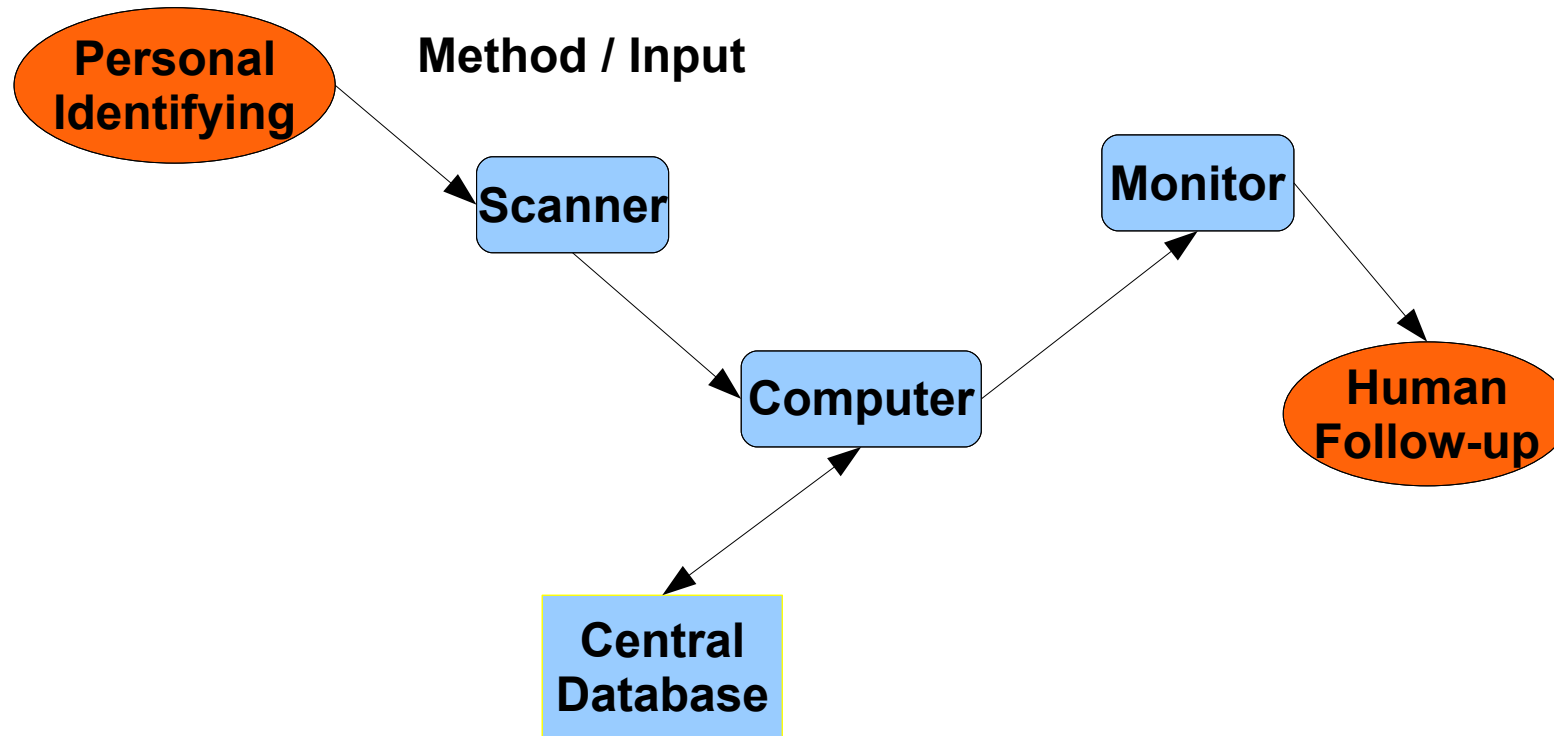 Personal
Identifying
Method / Input
Scanner
Monitor
Computer
Human
Follow-up
Central
Database